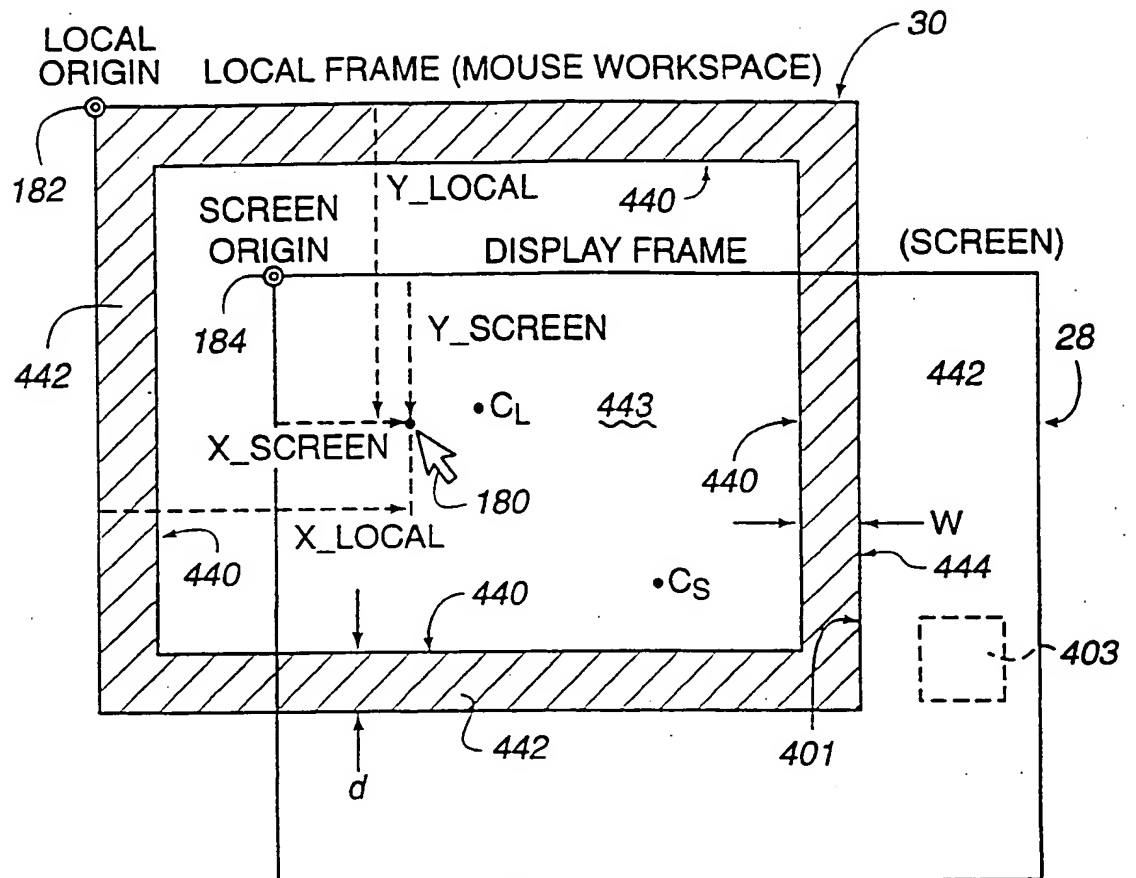 LOCAL
ORIGIN
LOCAL FRAME (MOUSE WORKSPACE)
30
182
Y_LOCAL
440
SCREEN
ORIGIN
DISPLAY FRAME
(SCREEN)
184
Y_SCREEN
28
442
442
C_L
443
X_SCREEN
440
180
W
X_LOCAL
444
440
440
C_S
403
442
401
d